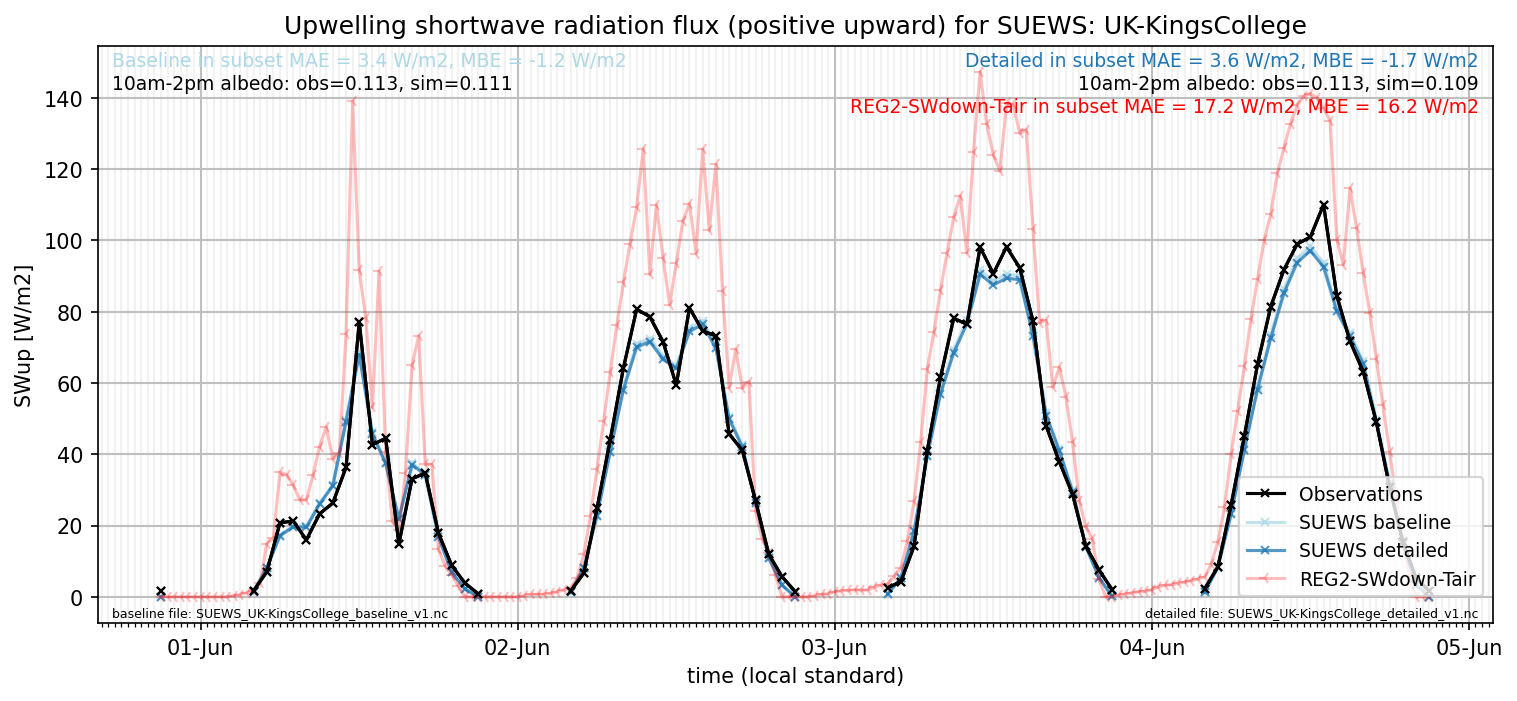 Upwelling shortwave radiation flux (positive upward) for SUEWS: UK-KingsCollege
Baseline in subset MAE = 3.4 W/m2, MBE = -1.2 W/m2
10am-2pm albedo: obs=0.113, sim=0.111
Detailed in subset MAE = 3.6 W/m2, MBE = -1.7 W/m2
10am-2pm albedo: obs=0.113, sim=0.109
REG2-SWdown-Tair in subset MAE = 17.2 W/m2, MBE = 16.2 W/m2
SWup [W/m2]
140
120
100
80
60
40
20
0
Observations
SUEWS baseline
SUEWS detailed
REG2-SWdown-Tair
baseline file: SUEWS_UK-KingsCollege_baseline_v1.nc
detailed file: SUEWS_UK-KingsCollege_detailed_v1.nc
01-Jun
02-Jun
03-Jun
04-Jun
05-Jun
time (local standard)